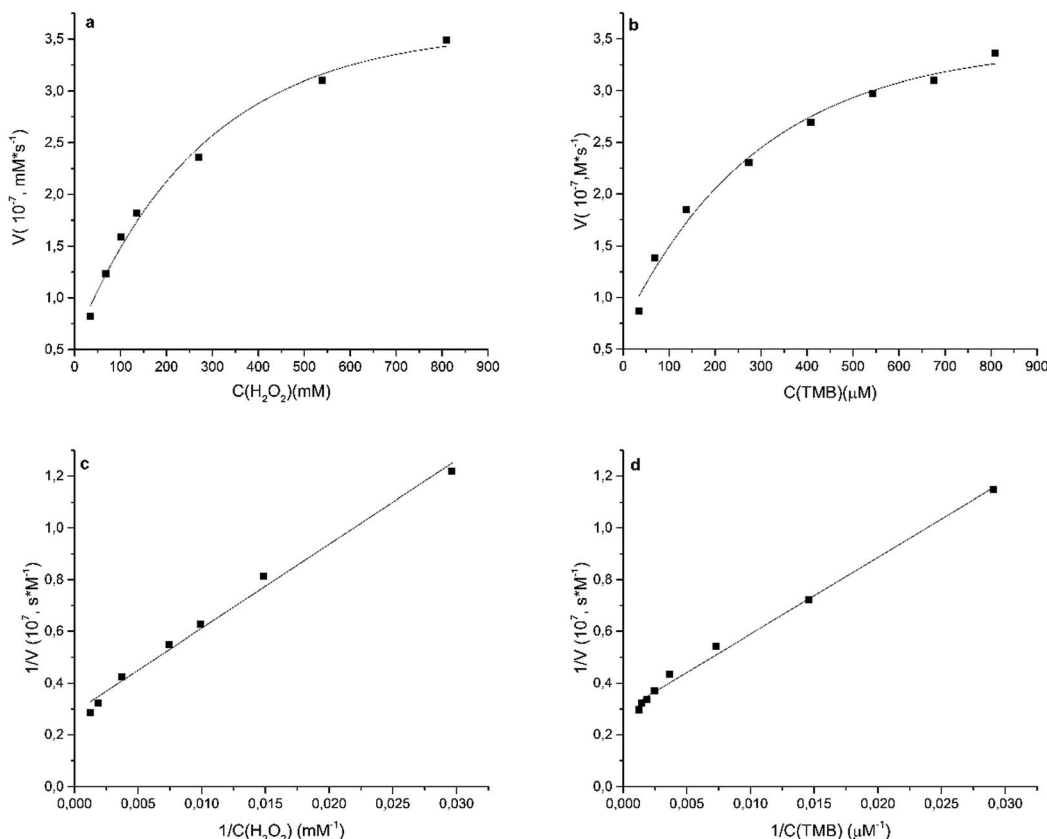 a
3,5
3,0
2,5
2,0
1,5
1,0
0,5
V( 10⁻⁷, mM*s⁻¹)
0 100 200 300 400 500 600 700 800 900
C(H₂O₂)(mM)
b
3,5
3,0
2,5
2,0
1,5
1,0
0,5
V( 10⁻⁷,M*s⁻¹)
0 100 200 300 400 500 600 700 800 900
C(TMB)(μM)
c
1,2
1,0
0,8
0,6
0,4
0,2
0,0
1/V (10⁷, s*M⁻¹)
0,000 0,005 0,010 0,015 0,020 0,025 0,030
1/C(H₂O₂) (mM⁻¹)
d
1,2
1,0
0,8
0,6
0,4
0,2
0,0
1/V (10⁷, s*M⁻¹)
0,000 0,005 0,010 0,015 0,020 0,025 0,030
1/C(TMB) (μM⁻¹)